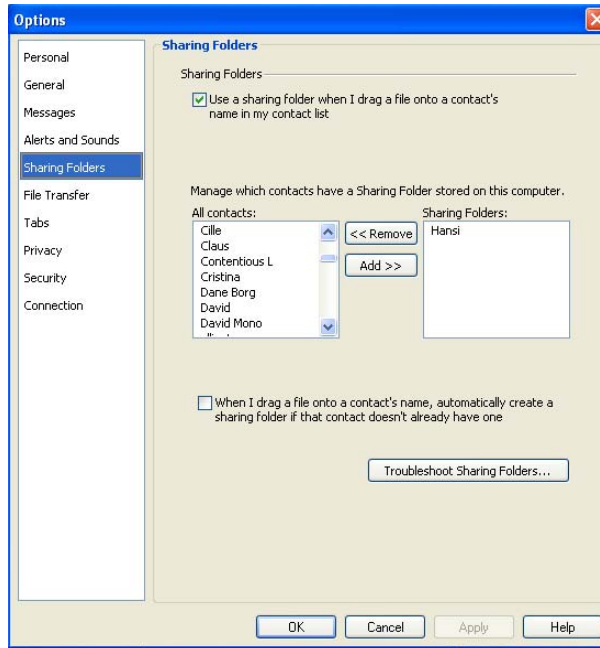 Options
Personal
General
Messages
Alerts and Sounds
Sharing Folders
File Transfer
Tabs
Privacy
Security
Connection
Sharing Folders
Sharing Folders
Use a sharing folder when I drag a file onto a contact's
name in my contact list
Manage which contacts have a Sharing Folder stored on this computer.
All contacts:
Cille
Claus
Contentious L
Cristina
Dane Borg
David
David Mono
<< Remove
Add >>
Sharing Folders:
Hansi
When I drag a file onto a contact's name, automatically create a
sharing folder if that contact doesn't already have one
Troubleshoot Sharing Folders...
OK
Cancel
Apply
Help